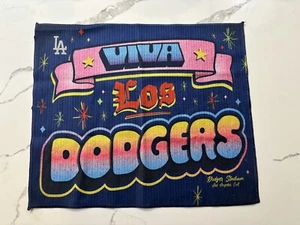 LA
VIVA
Los
DODGERS
Dodger Stadium
Los Angeles, CA